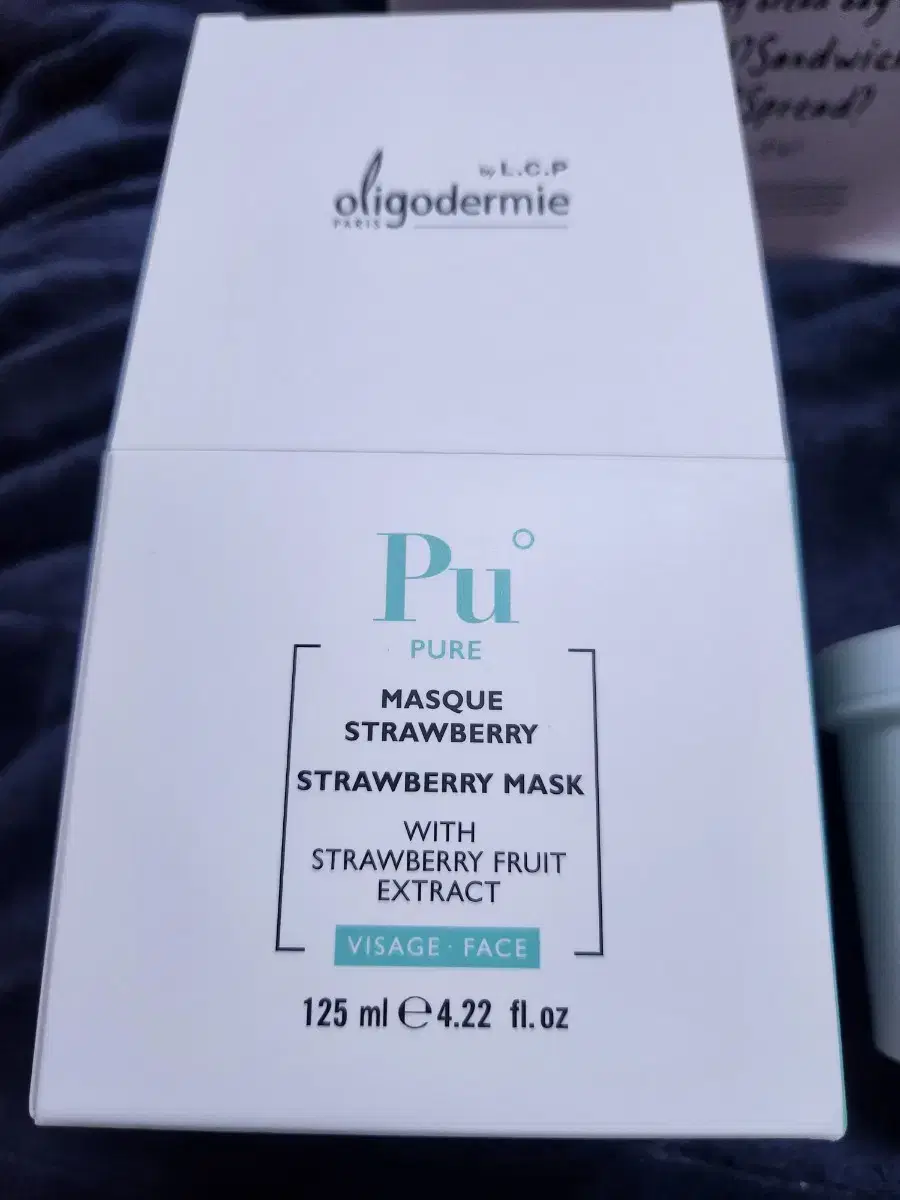 by L.C.P
oligodermie
PARIS
Pu°
PURE
MASQUE
STRAWBERRY
STRAWBERRY MASK
WITH
STRAWBERRY FRUIT
EXTRACT
VISAGE · FACE
125 ml ℮ 4.22 fl. oz
Spread?